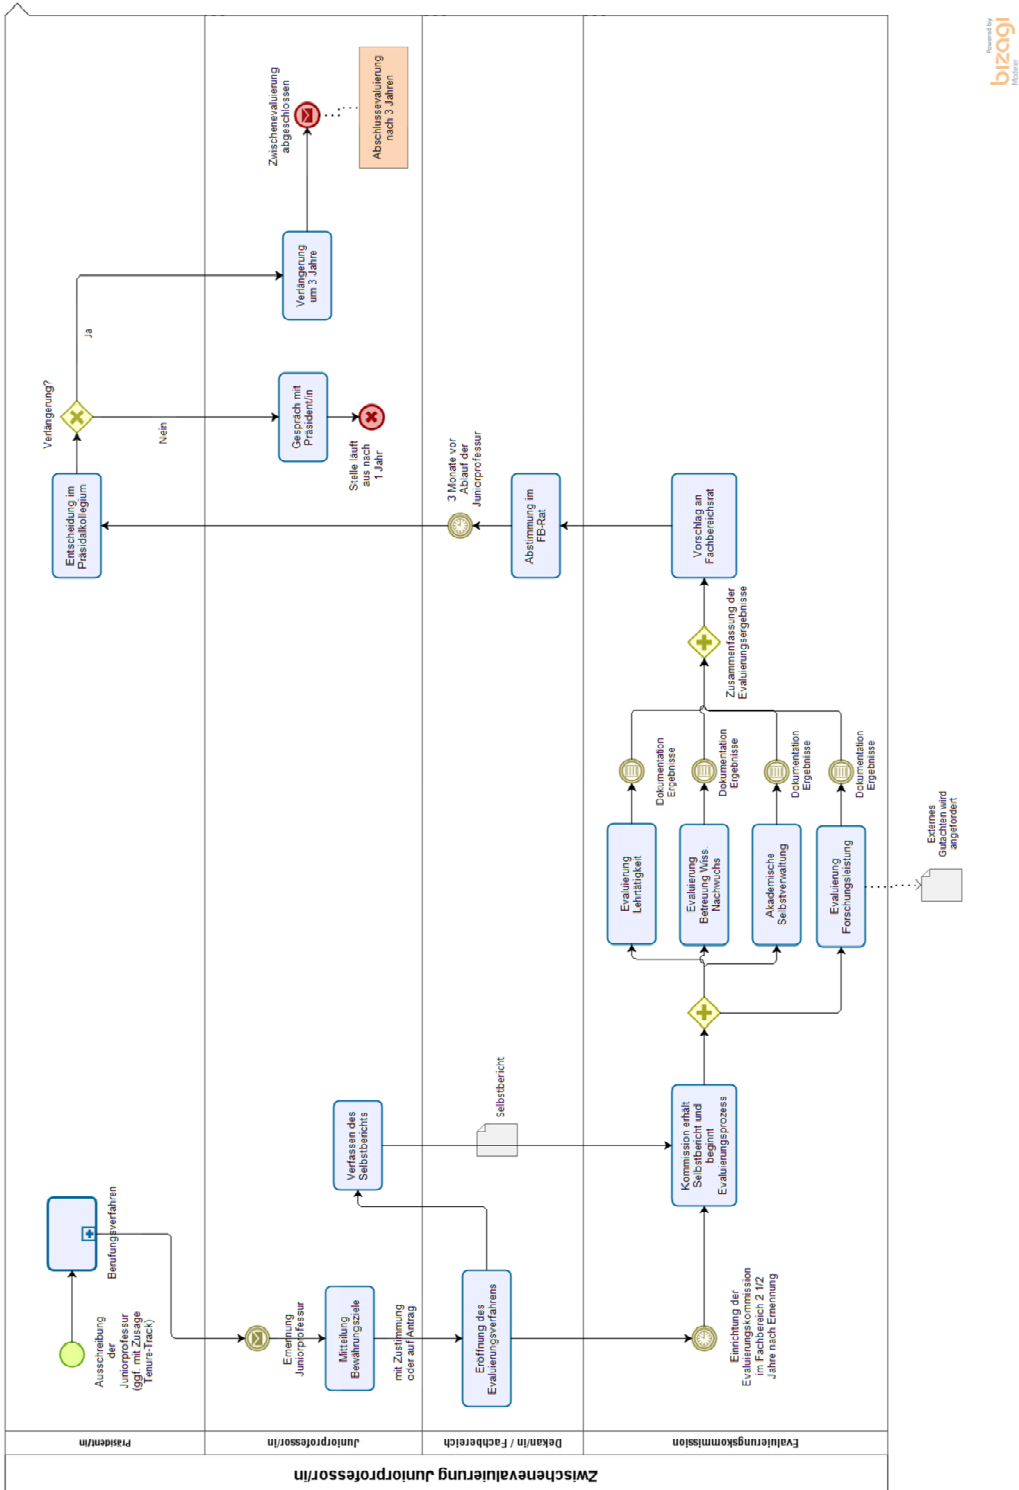 Zwischenevaluierung Juniorprofessor/in
Präsident/in
Juniorprofessor/in
Dekan/in / Fachbereich
Evaluierungskommission
Ausschreibung
der
Juniorprofessur
(ggf. mit Zusage
Tenure-Track)
Berufungsverfahren
Ernennung
Juniorprofessur
Mitteilung
Bewährungsziele
mit Zustimmung
oder auf Antrag
Eröffnung des
Evaluierungsverfahrens
Verfassen des
Selbstberichts
Selbstbericht
Einrichtung der
Evaluierungskommission
im Fachbereich 2 1/2
Jahre nach Ernennung
Kommission erhält
Selbstbericht und
beginnt
Evaluierungsprozess
Evaluierung
Lehrtätigkeit
Evaluierung
Betreuung Wiss.
Nachwuchs
Akademische
Selbstverwaltung
Evaluierung
Forschungsleistung
Externes
Gutachten wird
angefordert
Dokumentation
Ergebnisse
Dokumentation
Ergebnisse
Dokumentation
Ergebnisse
Dokumentation
Ergebnisse
Zusammenfassung der
Evaluierungsergebnisse
Vorschlag an
Fachbereichsrat
Abstimmung im
FB-Rat
3 Monate vor
Ablauf der
Juniorprofessur
Entscheidung im
Präsidalkollegium
Verlängerung?
Nein
Ja
Gespräch mit
Präsident/in
Stelle läuft
aus nach
1 Jahr
Verlängerung
um 3 Jahre
Zwischenevaluierung
abgeschlossen
Abschlussevaluierung
nach 3 Jahren
Powered by
bizagi
Modeler